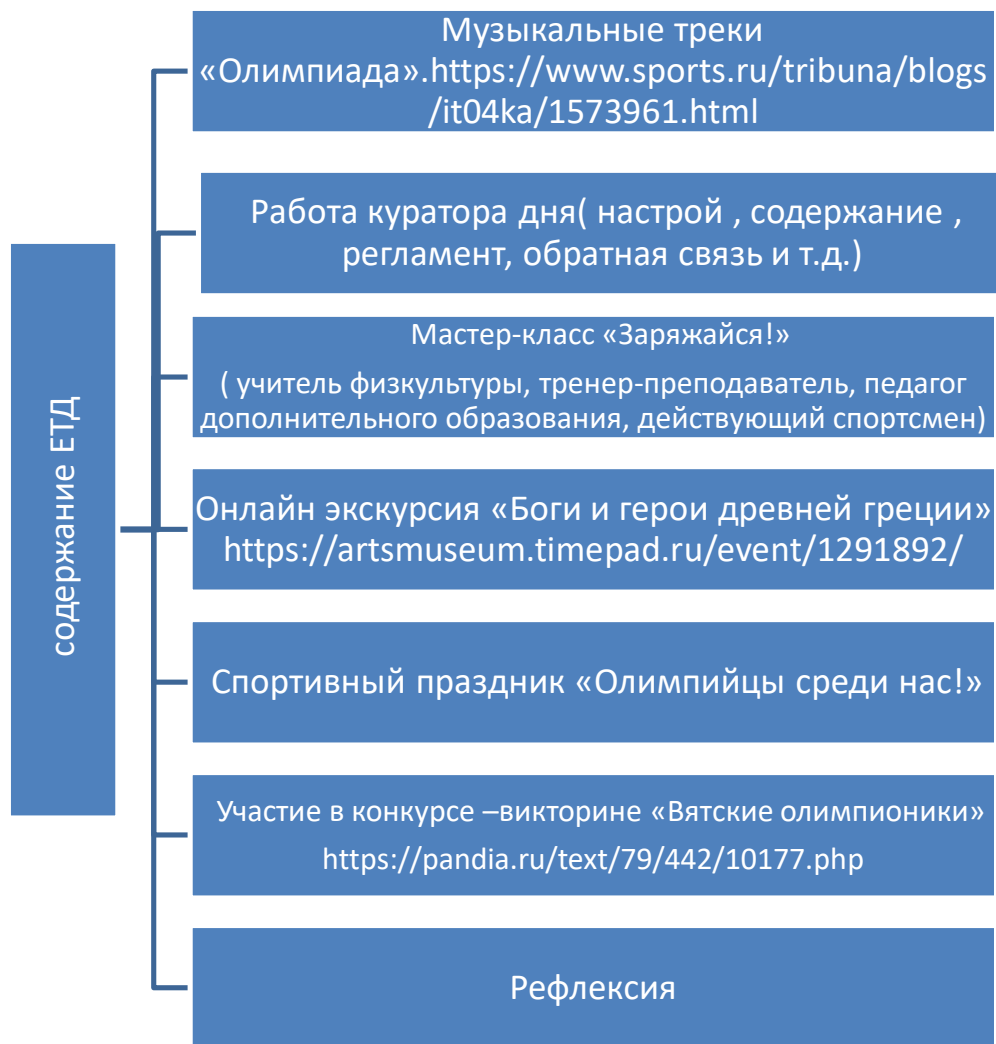 содержание ЕТД
Музыкальные треки
«Олимпиада».https://www.sports.ru/tribuna/blogs
/it04ka/1573961.html
Работа куратора дня( настрой , содержание ,
регламент, обратная связь и т.д.)
Мастер-класс «Заряжайся!»
( учитель физкультуры, тренер-преподаватель, педагог
дополнительного образования, действующий спортсмен)
Онлайн экскурсия «Боги и герои древней греции»
https://artsmuseum.timepad.ru/event/1291892/
Спортивный праздник «Олимпийцы среди нас!»
Участие в конкурсе –викторине «Вятские олимпионики»
https://pandia.ru/text/79/442/10177.php
Рефлексия